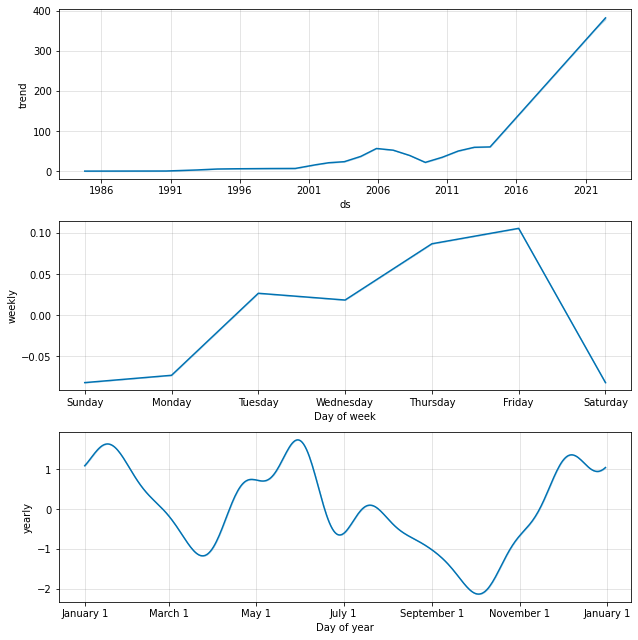 400
300
200
100
0
trend
1986 1991 1996 2001 2006 2011 2016 2021
ds
0.10
0.05
0.00
−0.05
weekly
Sunday Monday Tuesday Wednesday Thursday Friday Saturday
Day of week
1
0
−1
−2
yearly
January 1 March 1 May 1 July 1 September 1 November 1 January 1
Day of year